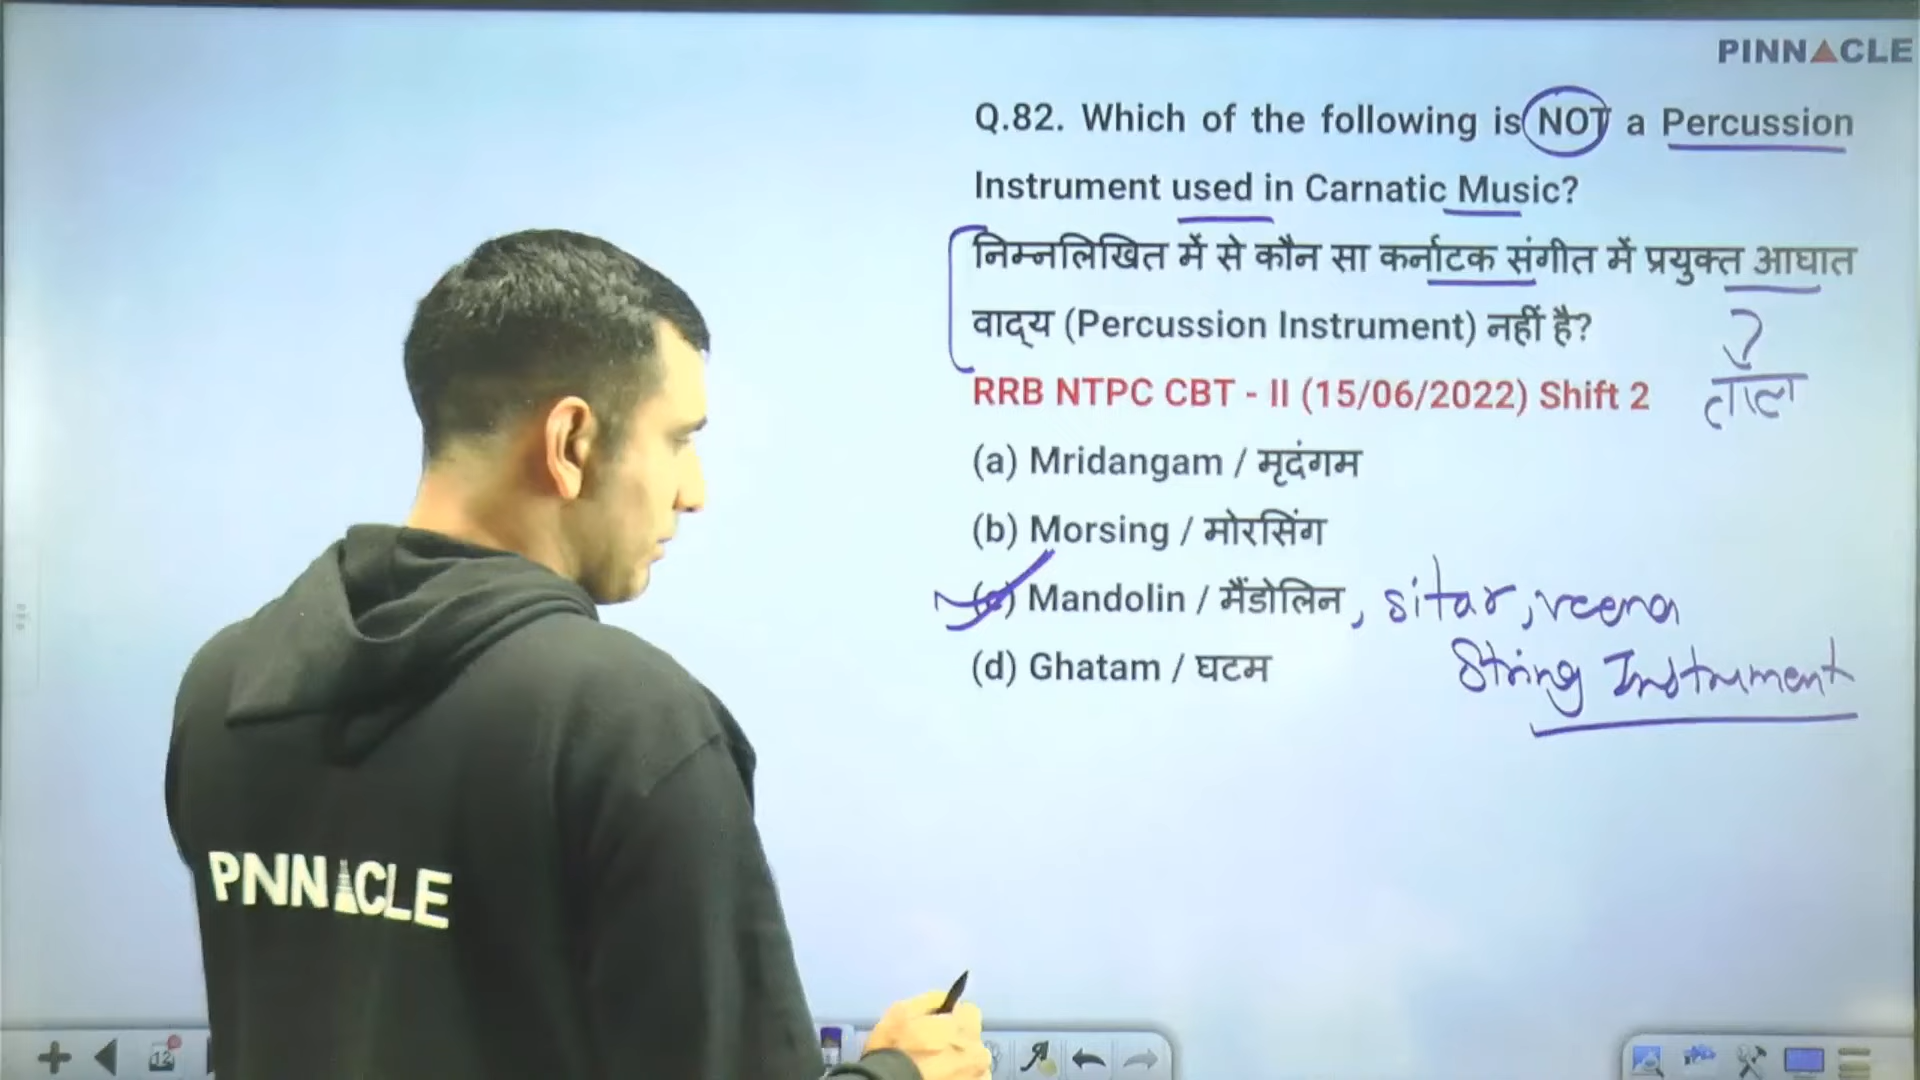 PINNACLE
Q.82. Which of the following is NOT a Percussion
Instrument used in Carnatic Music?
निम्नलिखित में से कौन सा कर्नाटक संगीत में प्रयुक्त आघात
वाद्य (Percussion Instrument) नहीं है?
RRB NTPC CBT - II (15/06/2022) Shift 2
ताल
(a) Mridangam / मृदंगम
(b) Morsing / मोरसिंग
(c) Mandolin / मैंडोलिन, sitar, veena
String Instrument
(d) Ghatam / घटम
PNNACLE
12